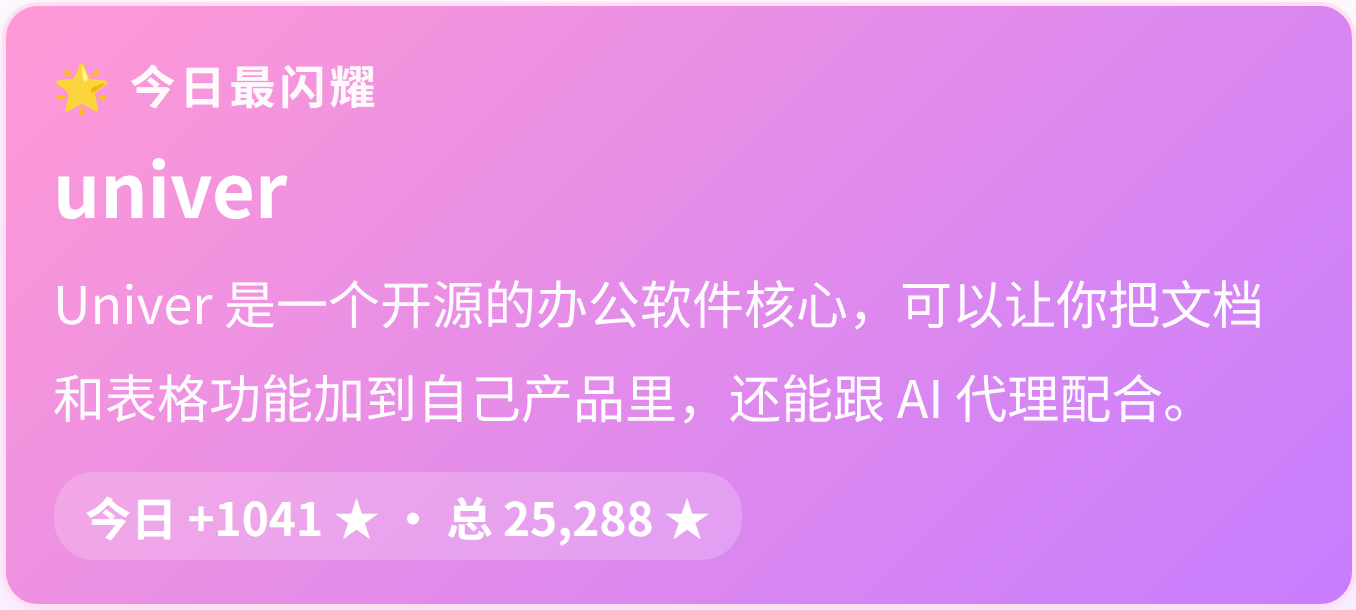 🌟 今日最闪耀
univer
Univer 是一个开源的办公软件核心，可以让你把文档
和表格功能加到自己产品里，还能跟 AI 代理配合。
今日 +1041 ★ · 总 25,288 ★